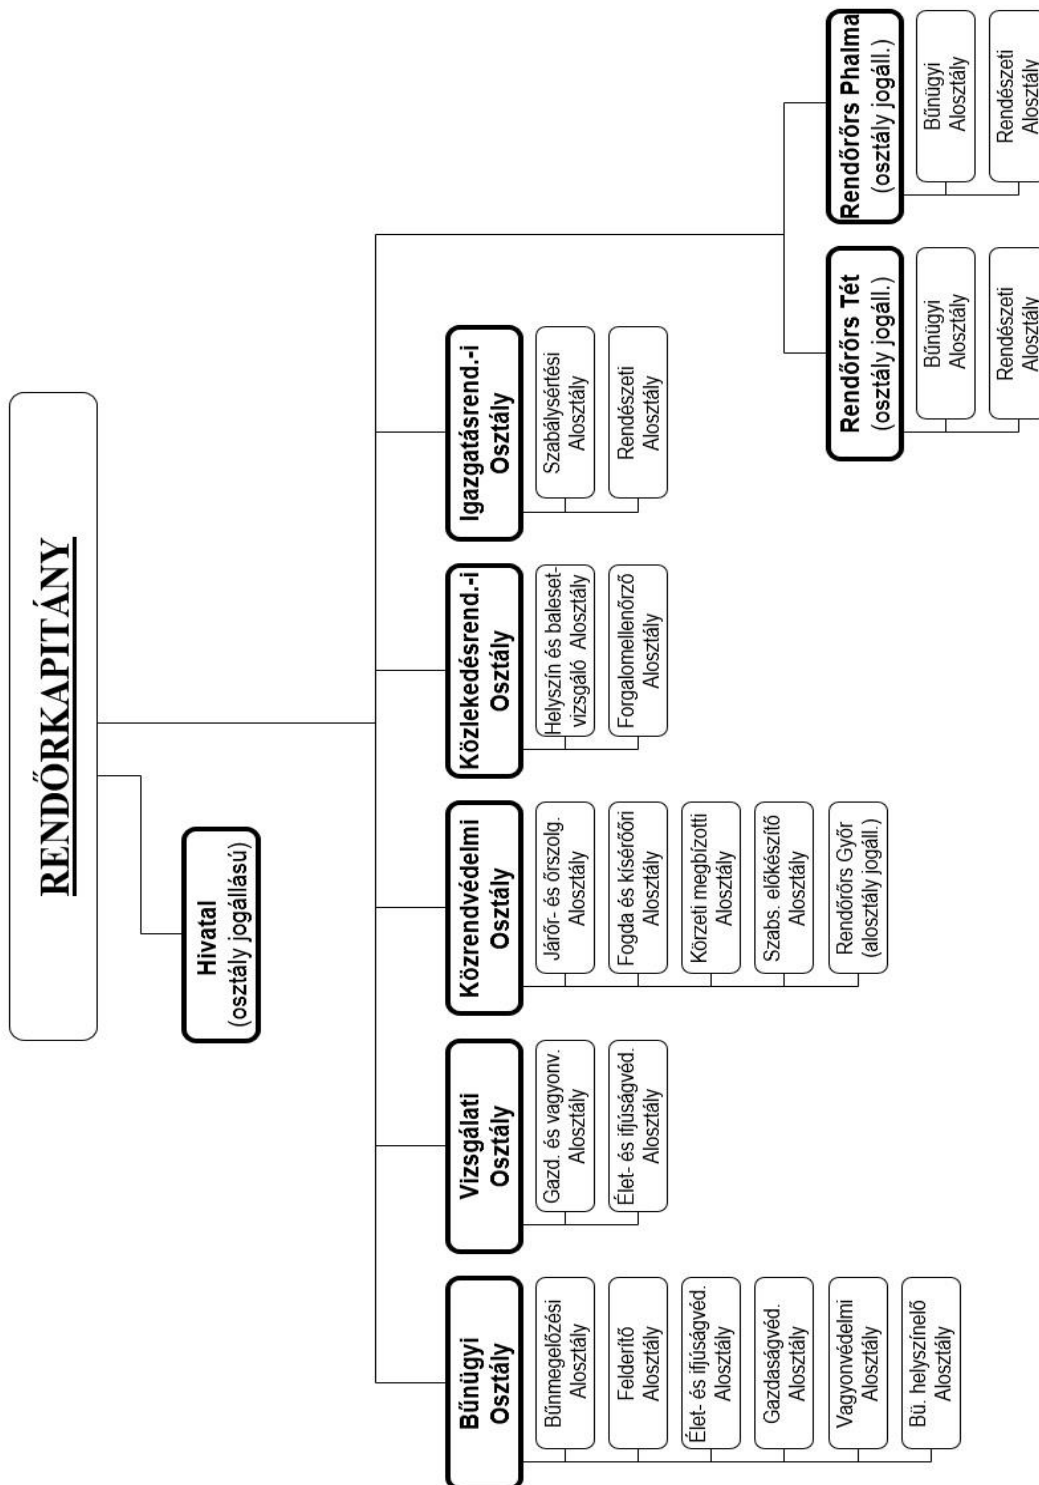 RENDŐRKAPITÁNY
Hivatal
(osztály jogállású)
Bűnügyi
Osztály
Bűnmegelőzési
Alosztály
Felderítő
Alosztály
Élet- és ifjúságvéd.
Alosztály
Gazdaságvéd.
Alosztály
Vagyonvédelmi
Alosztály
Bü. helyszínelő
Alosztály
Vizsgálati
Osztály
Gazd. és vagyonv.
Alosztály
Élet- és ifjúságvéd.
Alosztály
Közrendvédelmi
Osztály
Járőr- és őrszolg.
Alosztály
Fogda és kísérőőri
Alosztály
Körzeti megbízotti
Alosztály
Szabs. előkészítő
Alosztály
Rendőrörs Győr
(alosztály jogáll.)
Közlekedésrend.-i
Osztály
Helyszín és baleset-
vizsgáló Alosztály
Forgalomellenőrző
Alosztály
Igazgatásrend.-i
Osztály
Szabálysértési
Alosztály
Rendészeti
Alosztály
Rendőrörs Tét
(osztály jogáll.)
Bűnügyi
Alosztály
Rendészeti
Alosztály
Rendőrörs Phalma
(osztály jogáll.)
Bűnügyi
Alosztály
Rendészeti
Alosztály